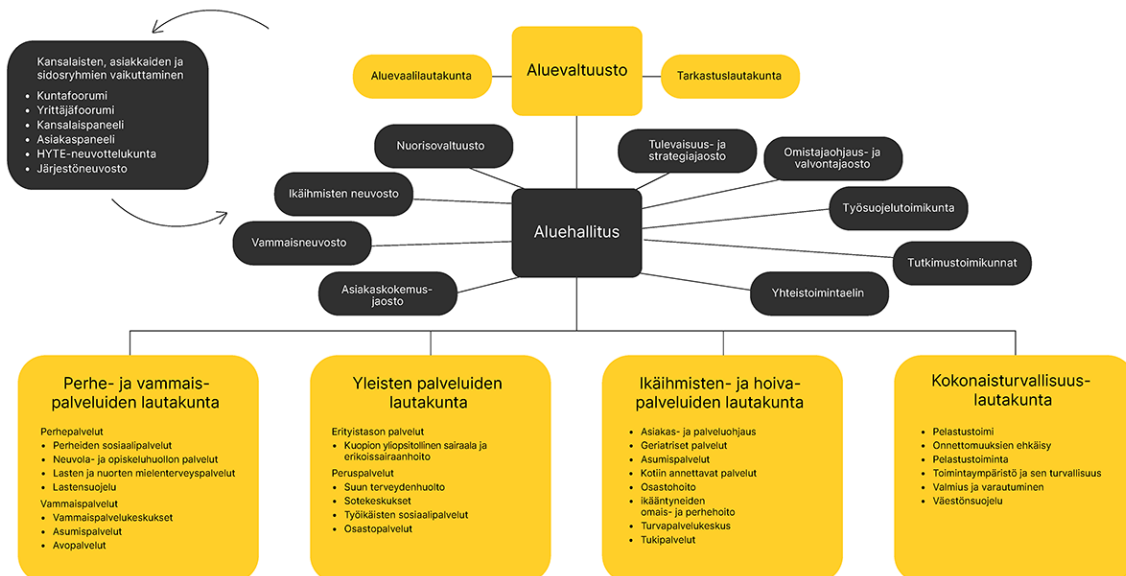 Kansalaisten, asiakkaiden ja
sidosryhmien vaikuttaminen
• Kuntafoorumi
• Yrittäjäfoorumi
• Kansalaispaneeli
• Asiakaspaneeli
• HYTE-neuvottelukunta
• Järjestöneuvosto
Aluevaalilautakunta
Aluevaltuusto
Tarkastuslautakunta
Nuorisovaltuusto
Tulevaisuus- ja
strategiajaosto
Omistajaohjaus- ja
valvontajaosto
Ikäihmisten neuvosto
Työsuojelutoimikunta
Vammaisneuvosto
Aluehallitus
Tutkimustoimikunnat
Asiakaskokemus-
jaosto
Yhteistoimintaelin
Perhe- ja vammais-
palveluiden lautakunta
Perhepalvelut
• Perheiden sosiaalipalvelut
• Neuvola- ja opiskeluhuollon palvelut
• Lasten ja nuorten mielenterveyspalvelut
• Lastensuojelu
Vammaispalvelut
• Vammaispalvelukeskukset
• Asumispalvelut
• Avopalvelut
Yleisten palveluiden
lautakunta
Erityistason palvelut
• Kuopion yliopsitollinen sairaala ja
erikoissairaanhoito
Peruspalvelut
• Suun terveydenhuolto
• Sotekeskukset
• Työikäisten sosiaalipalvelut
• Osastopalvelut
Ikäihmisten- ja hoiva-
palveluiden lautakunta
• Asiakas- ja palveluohjaus
• Geriatriset palvelut
• Asumispalvelut
• Kotiin annettavat palvelut
• Osastohoito
• ikääntyneiden
omais- ja perhehoito
• Turvapalvelukeskus
• Tukipalvelut
Kokonaisturvallisuus-
lautakunta
• Pelastustoimi
• Onnettomuuksien ehkäisy
• Pelastustoiminta
• Toimintaympäristö ja sen turvallisuus
• Valmius ja varautuminen
• Väestönsuojelu